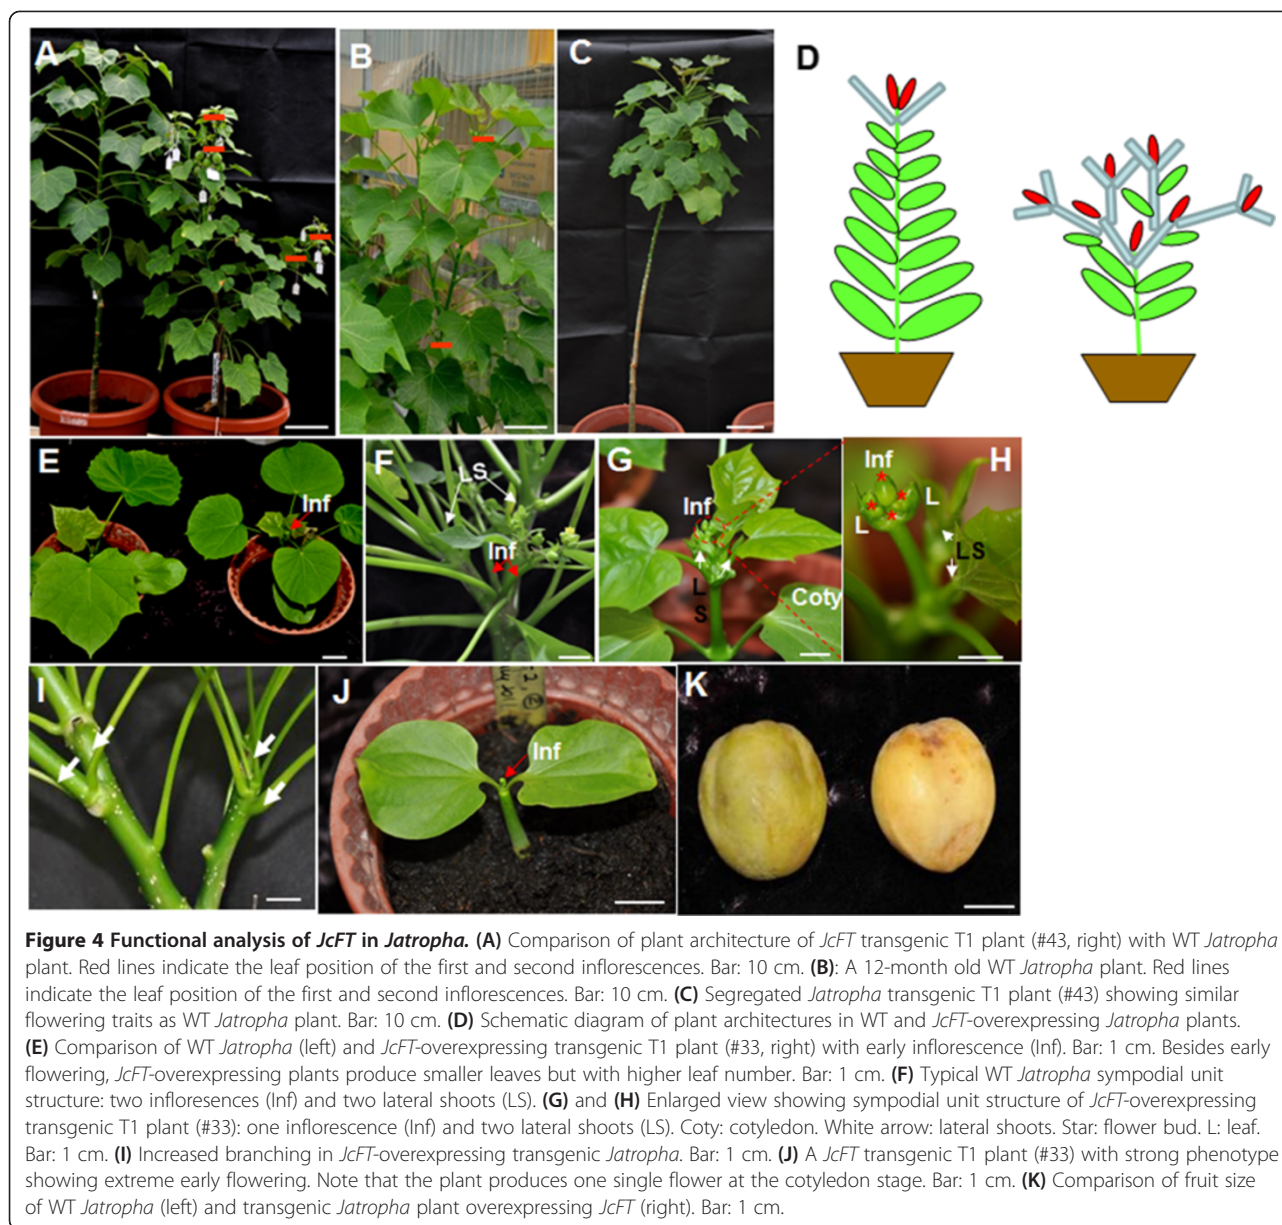 A
B
C
D
E
Inf
F
LS
Inf
G
Inf
L
S
Coty
H
Inf
L
L
LS
I
J
Inf
K
Figure 4 Functional analysis of JcFT in Jatropha. (A) Comparison of plant architecture of JcFT transgenic T1 plant (#43, right) with WT Jatropha
plant. Red lines indicate the leaf position of the first and second inflorescences. Bar: 10 cm. (B): A 12-month old WT Jatropha plant. Red lines
indicate the leaf position of the first and second inflorescences. Bar: 10 cm. (C) Segregated Jatropha transgenic T1 plant (#43) showing similar
flowering traits as WT Jatropha plant. Bar: 10 cm. (D) Schematic diagram of plant architectures in WT and JcFT-overexpressing Jatropha plants.
(E) Comparison of WT Jatropha (left) and JcFT-overexpressing transgenic T1 plant (#33, right) with early inflorescence (Inf). Bar: 1 cm. Besides early
flowering, JcFT-overexpressing plants produce smaller leaves but with higher leaf number. Bar: 1 cm. (F) Typical WT Jatropha sympodial unit
structure: two infloresences (Inf) and two lateral shoots (LS). (G) and (H) Enlarged view showing sympodial unit structure of JcFT-overexpressing
transgenic T1 plant (#33): one inflorescence (Inf) and two lateral shoots (LS). Coty: cotyledon. White arrow: lateral shoots. Star: flower bud. L: leaf.
Bar: 1 cm. (I) Increased branching in JcFT-overexpressing transgenic Jatropha. Bar: 1 cm. (J) A JcFT transgenic T1 plant (#33) with strong phenotype
showing extreme early flowering. Note that the plant produces one single flower at the cotyledon stage. Bar: 1 cm. (K) Comparison of fruit size
of WT Jatropha (left) and transgenic Jatropha plant overexpressing JcFT (right). Bar: 1 cm.